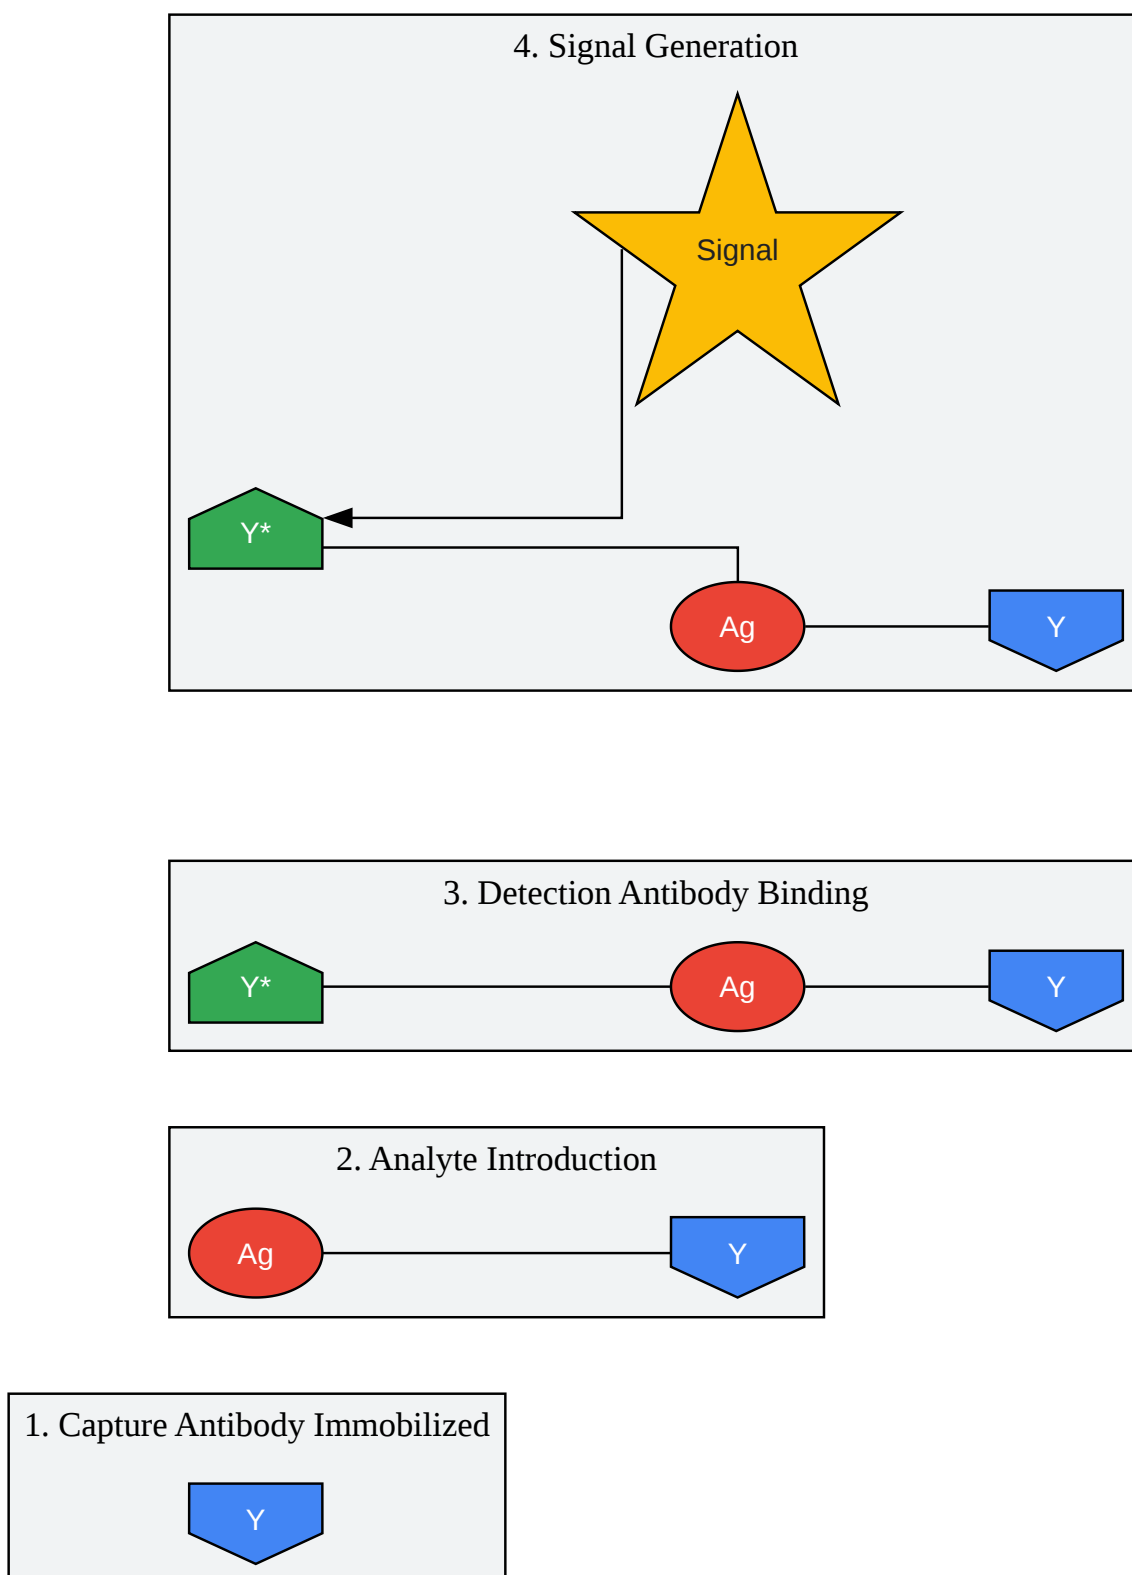 4. Signal Generation
Signal
Y*
Ag
Y
3. Detection Antibody Binding
Y*
Ag
Y
2. Analyte Introduction
Ag
Y
1. Capture Antibody Immobilized
Y